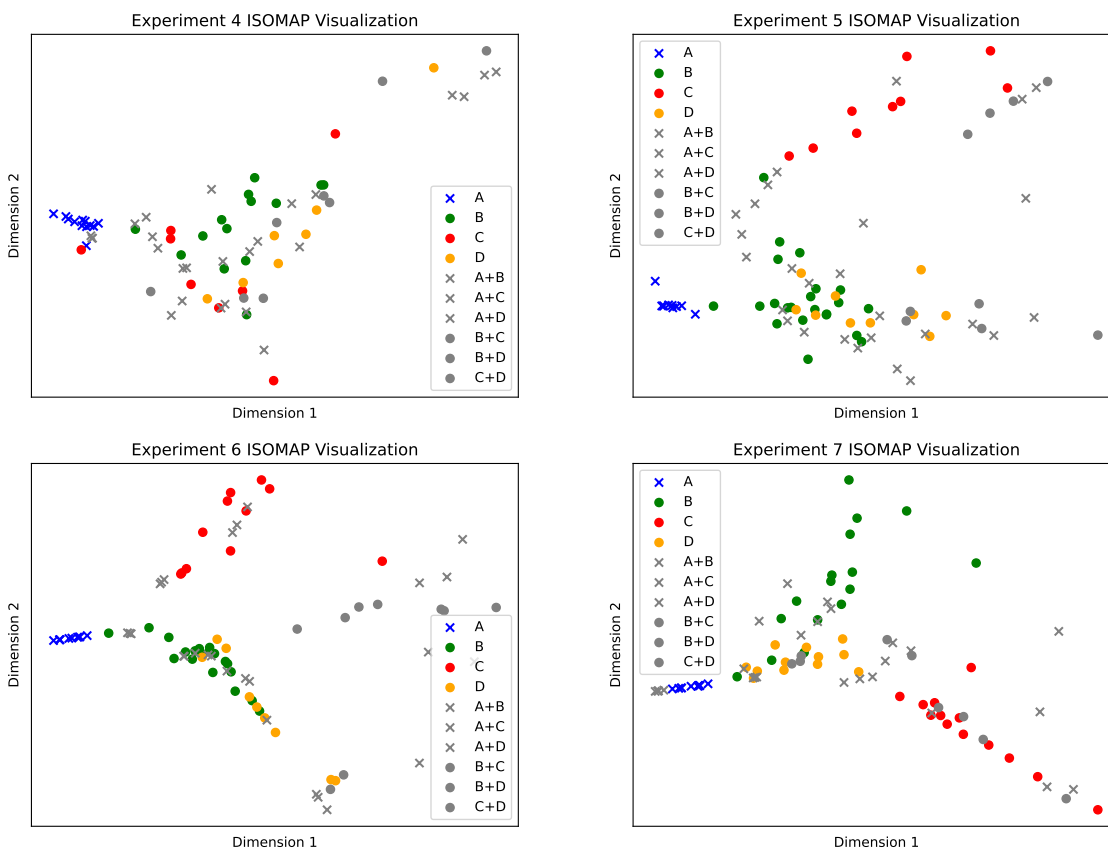 Experiment 4 ISOMAP Visualization
Dimension 2
A
B
C
D
A+B
A+C
A+D
B+C
B+D
C+D
Dimension 1
Experiment 5 ISOMAP Visualization
Dimension 2
A
B
C
D
A+B
A+C
A+D
B+C
B+D
C+D
Dimension 1
Experiment 6 ISOMAP Visualization
Dimension 2
A
B
C
D
A+B
A+C
A+D
B+C
B+D
C+D
Dimension 1
Experiment 7 ISOMAP Visualization
Dimension 2
A
B
C
D
A+B
A+C
A+D
B+C
B+D
C+D
Dimension 1